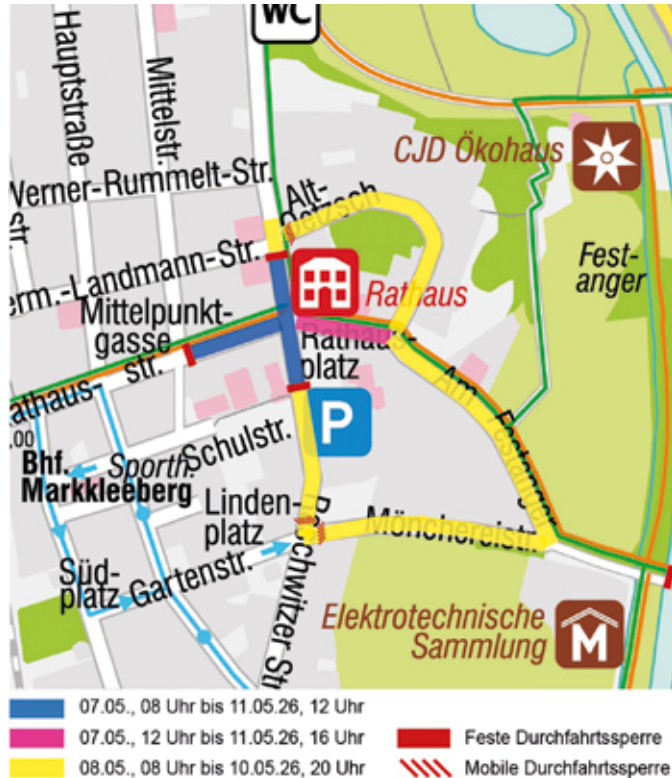 WC
Hauptstraße
Mittelstr.
CJD Ökohaus
Werner-Rummelt-Str.
str.
Alt-
Oetzsch
Fest-
anger
erm.-Landmann-Str.
Rathaus
Mittelpunkt-
gasse
Rathaus-
platz
Rathaus-
str.
Am Festanger
P
.00
Schulstr.
Bhf.
Markkleeberg
Sporth.
Linden-
platz
Mönchereistr.
Süd-
platz
Gartenstr.
Elektrotechnische
Sammlung
M
07.05., 08 Uhr bis 11.05.26, 12 Uhr
07.05., 12 Uhr bis 11.05.26, 16 Uhr
Feste Durchfahrtssperre
08.05., 08 Uhr bis 10.05.26, 20 Uhr
Mobile Durchfahrtssperre